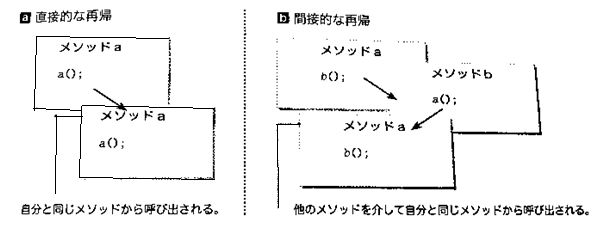 a 直接的な再帰
メソッドa
a();
メソッドa
a();
自分と同じメソッドから呼び出される。
b 間接的な再帰
メソッドa
b();
メソッドb
a();
メソッドa
b();
他のメソッドを介して自分と同じメソッドから呼び出される。